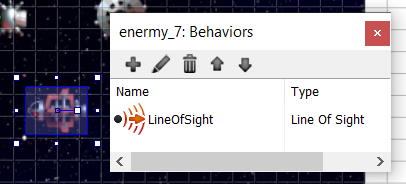 enermy_7: Behaviors
Name Type
LineOfSight Line Of Sight